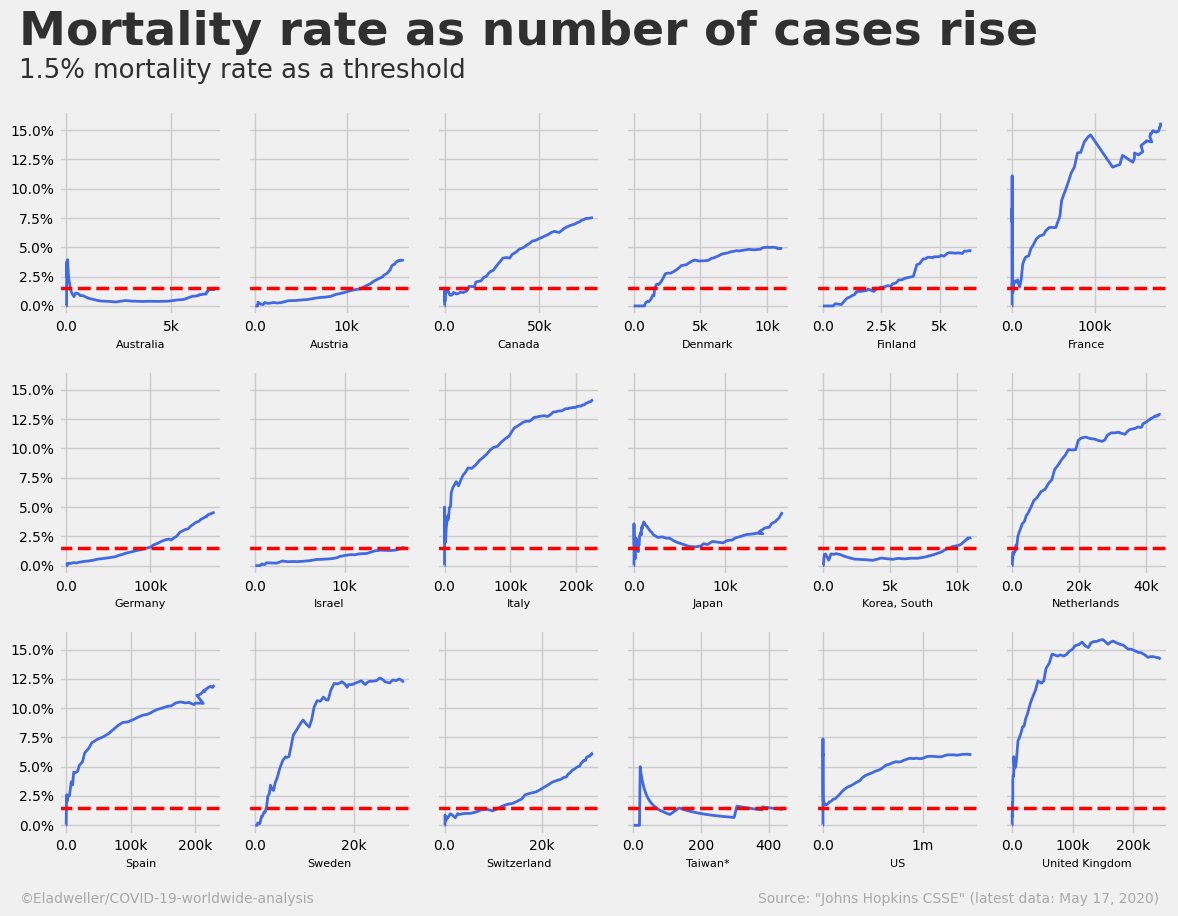 Mortality rate as number of cases rise
1.5% mortality rate as a threshold
15.0%
12.5%
10.0%
7.5%
5.0%
2.5%
0.0%
0.0 5k 0.0 10k 0.0 50k 0.0 5k 10k 0.0 2.5k 5k 0.0 100k
Australia Austria Canada Denmark Finland France
15.0%
12.5%
10.0%
7.5%
5.0%
2.5%
0.0%
0.0 100k 0.0 10k 0.0 100k 200k 0.0 10k 0.0 5k 10k 0.0 20k 40k
Germany Israel Italy Japan Korea, South Netherlands
15.0%
12.5%
10.0%
7.5%
5.0%
2.5%
0.0%
0.0 100k 200k 0.0 20k 0.0 20k 0.0 200 400 0.0 1m 0.0 100k 200k
Spain Sweden Switzerland Taiwan* US United Kingdom
©Eladweller/COVID-19-worldwide-analysis Source: "Johns Hopkins CSSE" (latest data: May 17, 2020)